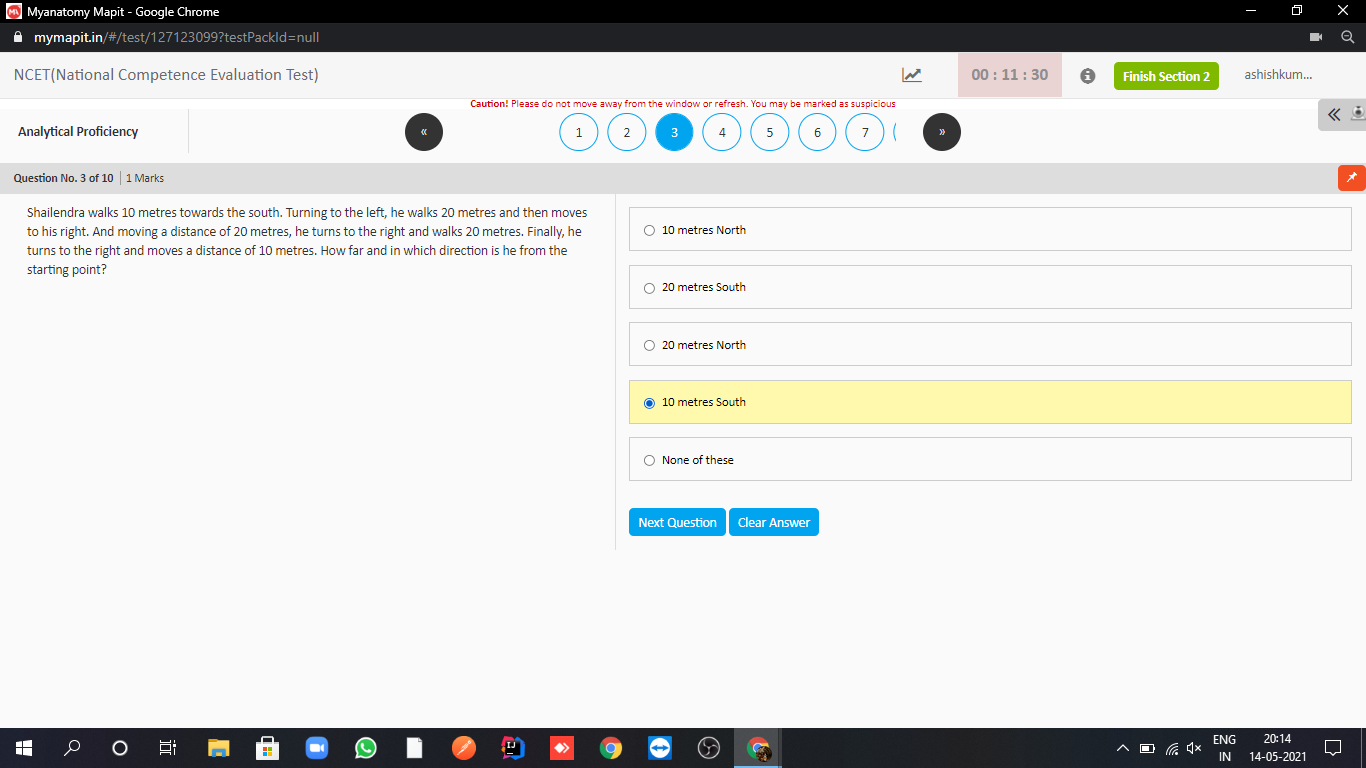 Myanatomy Mapit - Google Chrome
mymapit.in/#/test/127123099?testPackId=null
NCET(National Competence Evaluation Test)
00 : 11 : 30
Finish Section 2
ashishkum...
Caution! Please do not move away from the window or refresh. You may be marked as suspicious
Analytical Proficiency
«
1
2
3
4
5
6
7
»
Question No. 3 of 10 | 1 Marks
Shailendra walks 10 metres towards the south. Turning to the left, he walks 20 metres and then moves
to his right. And moving a distance of 20 metres, he turns to the right and walks 20 metres. Finally, he
turns to the right and moves a distance of 10 metres. How far and in which direction is he from the
starting point?
10 metres North
20 metres South
20 metres North
10 metres South
None of these
Next Question
Clear Answer
ENG
IN
20:14
14-05-2021